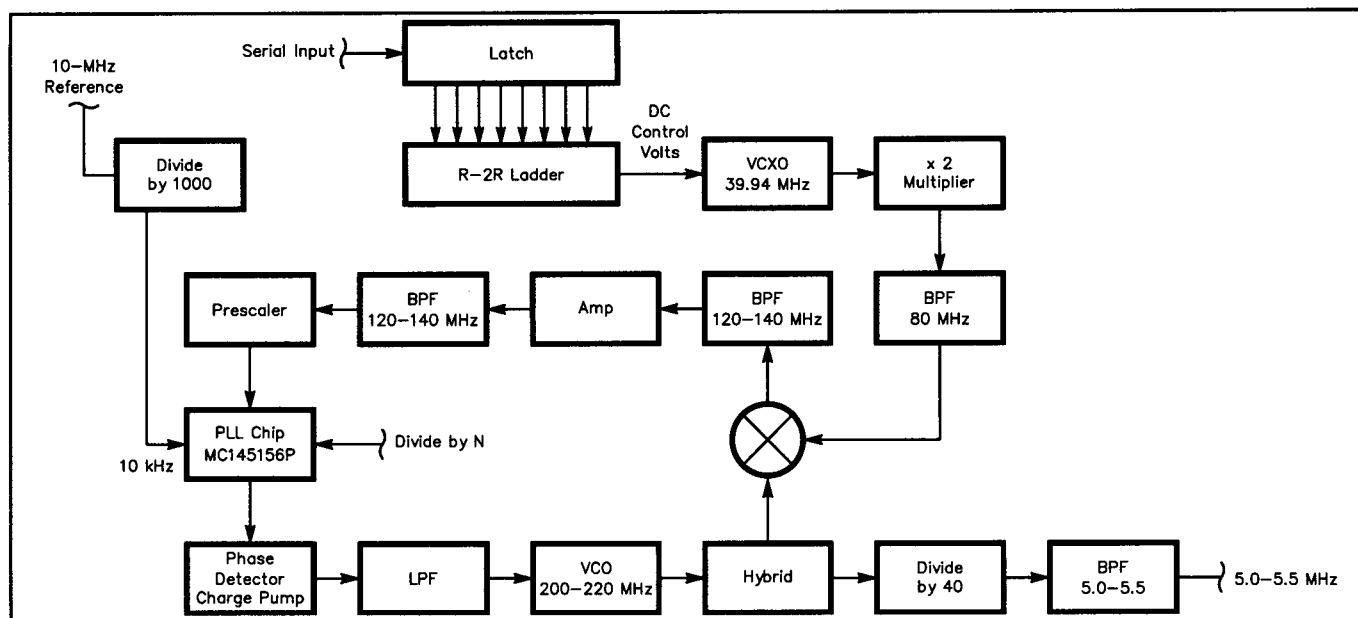 Serial Input
Latch
10-MHz
Reference
DC
Control
Volts
Divide
by 1000
R-2R Ladder
VCXO
39.94 MHz
x 2
Multiplier
Prescaler
BPF
120-140 MHz
Amp
BPF
120-140 MHz
BPF
80 MHz
PLL Chip
MC145156P
Divide by N
10 kHz
Phase
Detector
Charge Pump
LPF
VCO
200-220 MHz
Hybrid
Divide
by 40
BPF
5.0-5.5
5.0-5.5 MHz